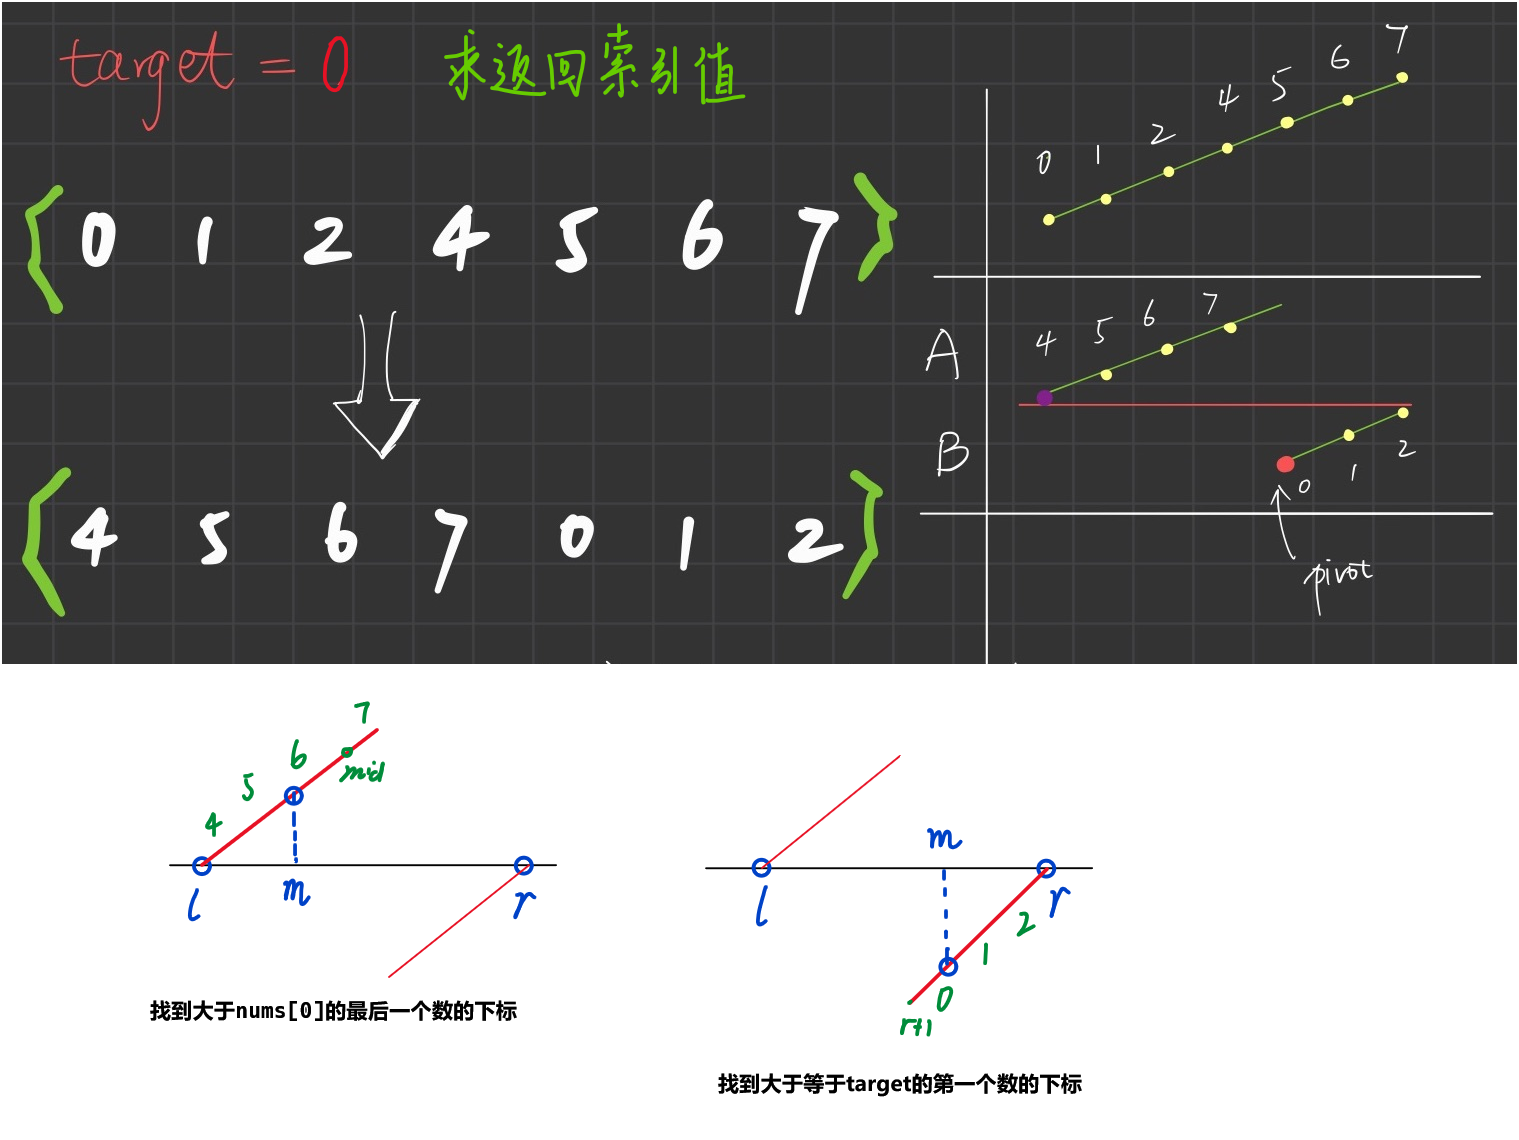 target = 0 求返回索引值
{ 0 1 2 4 5 6 7 }
{ 4 5 6 7 0 1 2 }
0 1 2 4 5 6 7
A
4 5 6 7
B
0 1 2
pivot
4 5 6 7
mid
l m r
找到大于nums[0]的最后一个数的下标
m
l r
0 1 2
r+1
找到大于等于target的第一个数的下标